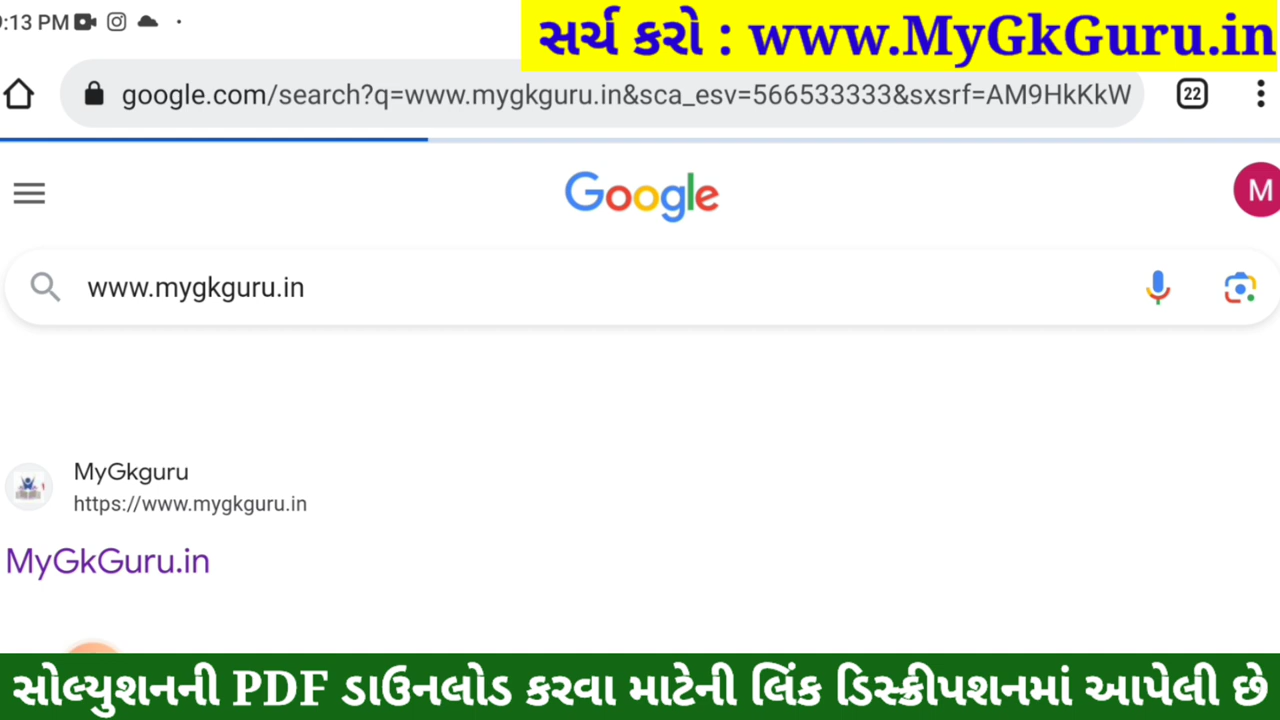 :13 PM
સર્ચ કરો : www.MyGkGuru.in
google.com/search?q=www.mygkguru.in&sca_esv=566533333&sxsrf=AM9HkKkW
22
Google
M
www.mygkguru.in
MyGkguru
https://www.mygkguru.in
MyGkGuru.in
સોલ્યુશનની PDF ડાઉનલોડ કરવા માટેની લિંક ડિસ્ક્રીપશનમાં આપેલી છે